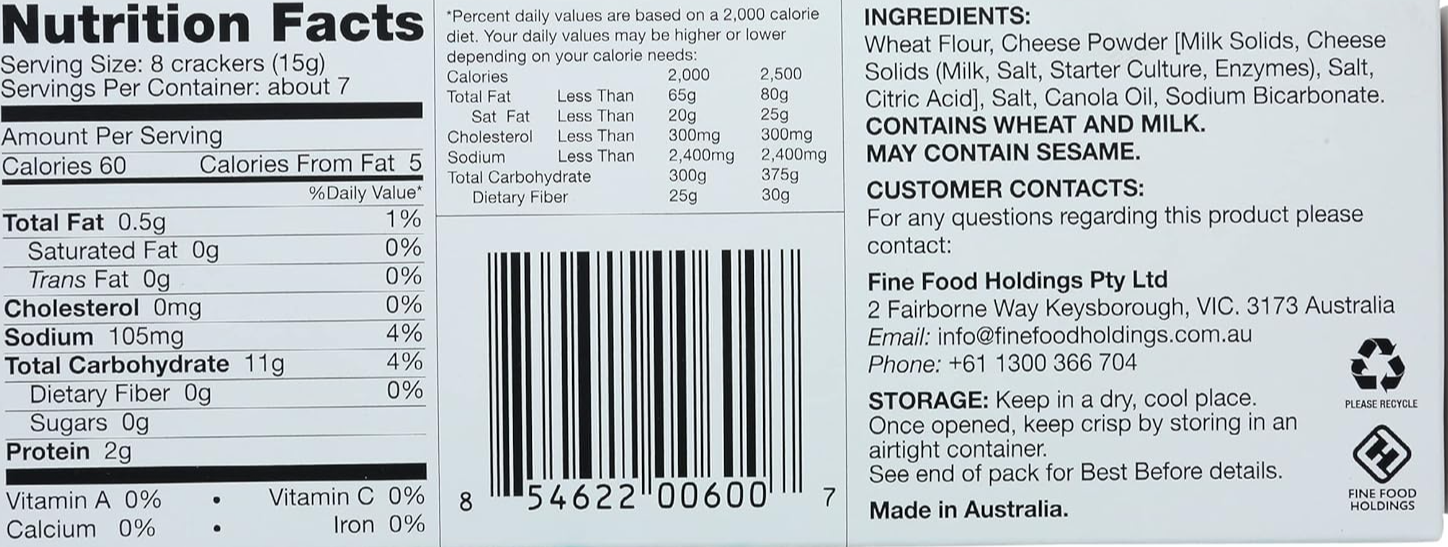 Nutrition Facts
Serving Size: 8 crackers (15g)
Servings Per Container: about 7
Amount Per Serving
Calories 60 Calories From Fat 5
%Daily Value*
Total Fat 0.5g 1%
Saturated Fat 0g 0%
Trans Fat 0g 0%
Cholesterol 0mg 0%
Sodium 105mg 4%
Total Carbohydrate 11g 4%
Dietary Fiber 0g 0%
Sugars 0g
Protein 2g
Vitamin A 0% • Vitamin C 0%
Calcium 0% • Iron 0%
*Percent daily values are based on a 2,000 calorie
diet. Your daily values may be higher or lower
depending on your calorie needs:
Calories 2,000 2,500
Total Fat Less Than 65g 80g
Sat Fat Less Than 20g 25g
Cholesterol Less Than 300mg 300mg
Sodium Less Than 2,400mg 2,400mg
Total Carbohydrate 300g 375g
Dietary Fiber 25g 30g
8 54622 00600 7
INGREDIENTS:
Wheat Flour, Cheese Powder [Milk Solids, Cheese
Solids (Milk, Salt, Starter Culture, Enzymes), Salt,
Citric Acid], Salt, Canola Oil, Sodium Bicarbonate.
CONTAINS WHEAT AND MILK.
MAY CONTAIN SESAME.
CUSTOMER CONTACTS:
For any questions regarding this product please
contact:
Fine Food Holdings Pty Ltd
2 Fairborne Way Keysborough, VIC. 3173 Australia
Email: info@finefoodholdings.com.au
Phone: +61 1300 366 704
STORAGE: Keep in a dry, cool place.
Once opened, keep crisp by storing in an
airtight container.
See end of pack for Best Before details.
Made in Australia.
PLEASE RECYCLE
FINE FOOD
HOLDINGS